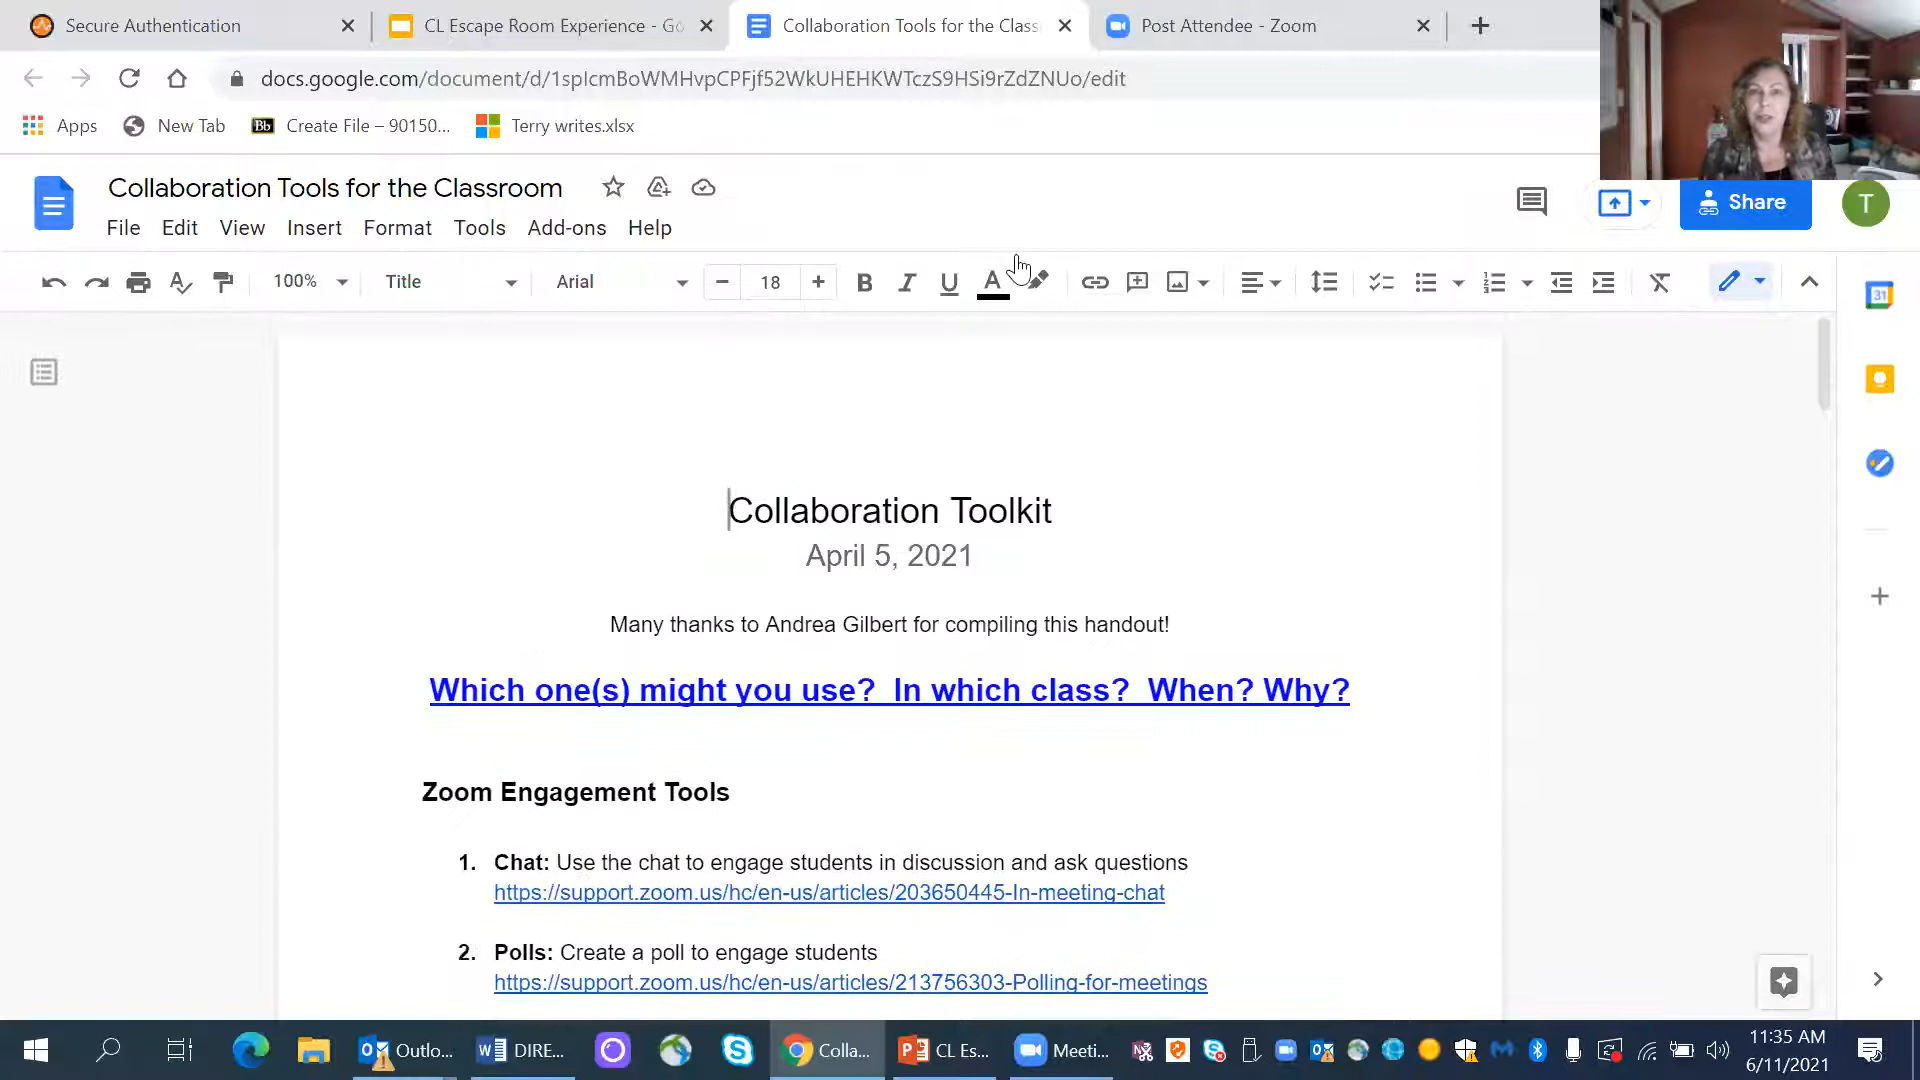 Secure Authentication
CL Escape Room Experience - Go
Collaboration Tools for the Class
Post Attendee - Zoom
docs.google.com/document/d/1spIcmBoWMHvpCPFjf52WkUHEHKWTczS9HSi9rZdZNUo/edit
Apps
New Tab
Bb
Create File – 90150...
Terry writes.xlsx
Collaboration Tools for the Classroom
File Edit View Insert Format Tools Add-ons Help
Share
T
100%
Title
Arial
18
B I U A
31
Collaboration Toolkit
April 5, 2021
Many thanks to Andrea Gilbert for compiling this handout!
Which one(s) might you use? In which class? When? Why?
Zoom Engagement Tools
1. Chat: Use the chat to engage students in discussion and ask questions
https://support.zoom.us/hc/en-us/articles/203650445-In-meeting-chat
2. Polls: Create a poll to engage students
https://support.zoom.us/hc/en-us/articles/213756303-Polling-for-meetings
Outlo...
DIRE...
Colla...
CL Es...
Meeti...
11:35 AM
6/11/2021